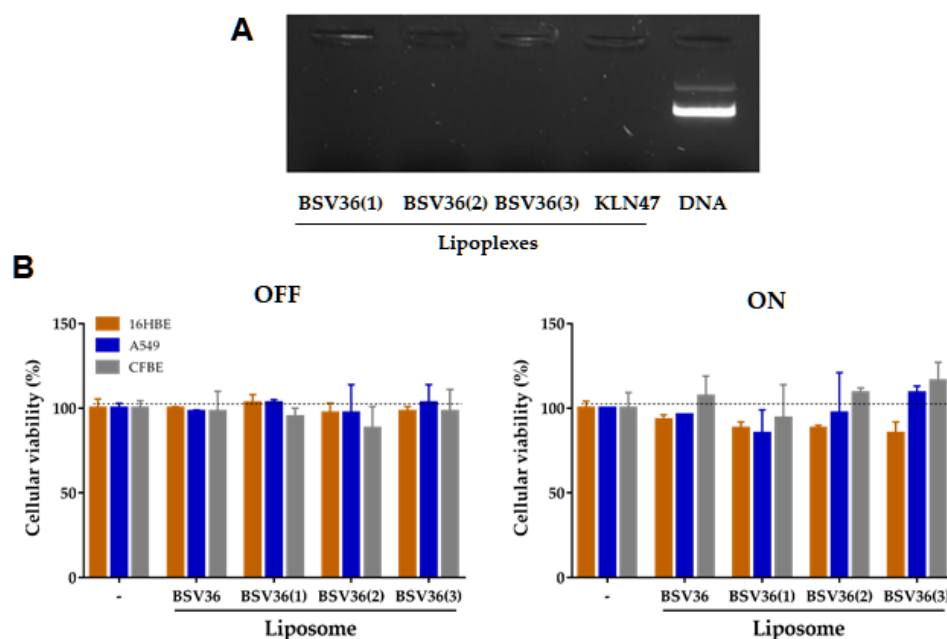 A
BSV36(1) BSV36(2) BSV36(3) KLN47 DNA
Lipoplexes
B
OFF
150
100
50
0
Cellular viability (%)
16HBE
A549
CFBE
- BSV36 BSV36(1) BSV36(2) BSV36(3)
Liposome
ON
150
100
50
0
Cellular viability (%)
- BSV36 BSV36(1) BSV36(2) BSV36(3)
Liposome